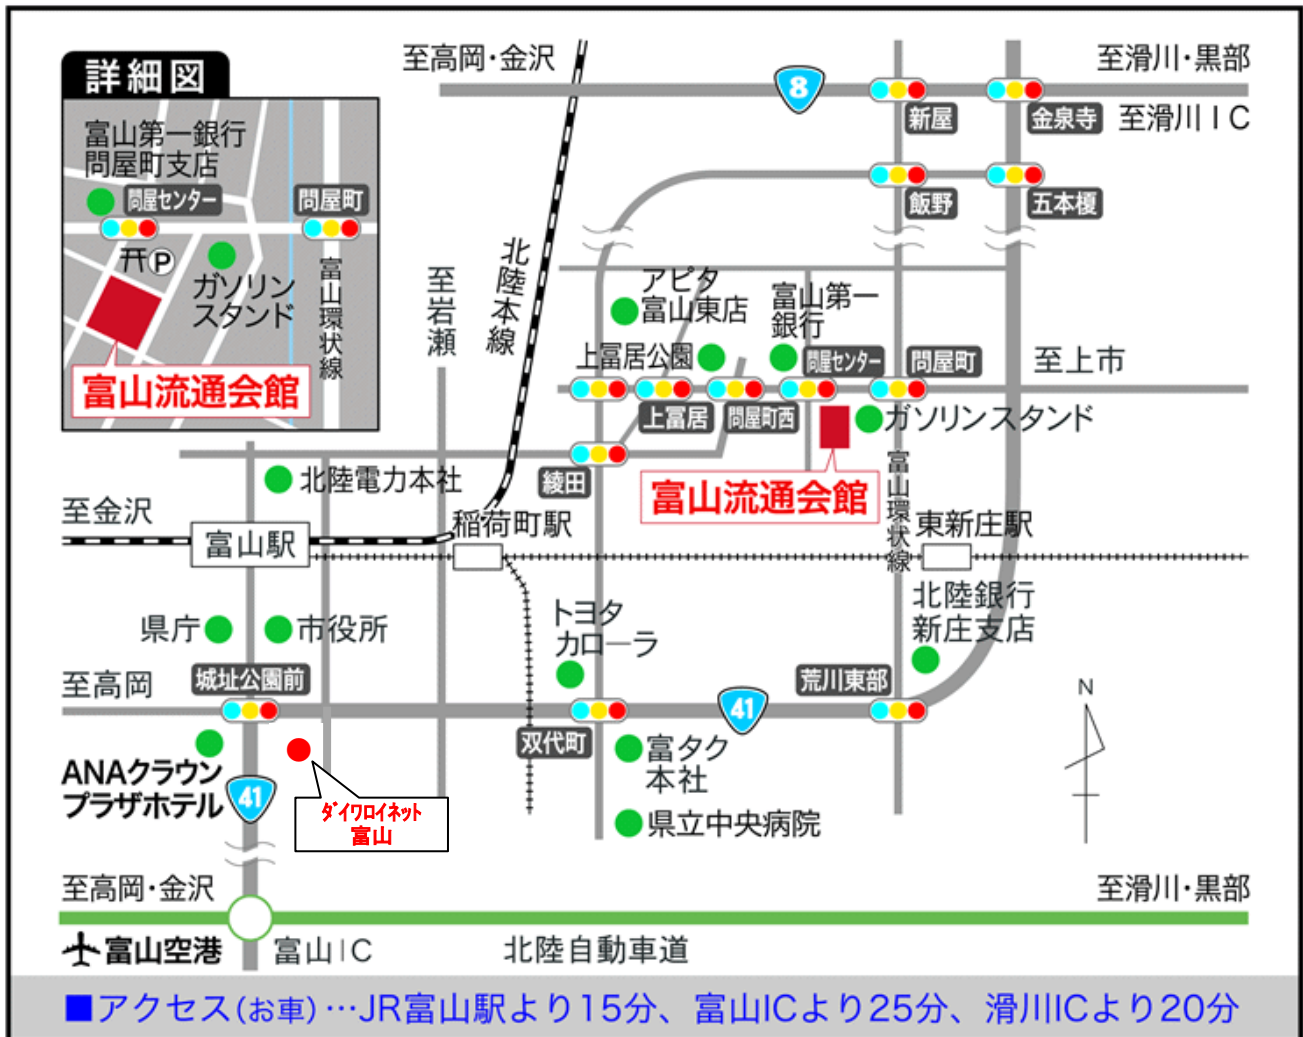 詳細図
富山第一銀行
問屋町支店
問屋センター
問屋町
P
ガソリン
スタンド
富山環状線
富山流通会館
至高岡・金沢
8
至滑川・黒部
新屋
金泉寺
至滑川IC
飯野
五本榎
北陸本線
至岩瀬
アピタ
富山東店
富山第一
銀行
上冨居公園
問屋センター
問屋町
至上市
上冨居
問屋町西
ガソリンスタンド
綾田
富山流通会館
富山環状線
北陸電力本社
至金沢
富山駅
稲荷町駅
東新庄駅
北陸銀行
新庄支店
県庁
市役所
トヨタ
カローラ
至高岡
城址公園前
荒川東部
41
双代町
富タク
本社
県立中央病院
ANAクラウン
プラザホテル
41
ダイワロイネット
富山
N
至高岡・金沢
至滑川・黒部
富山空港
富山IC
北陸自動車道
■アクセス(お車)…JR富山駅より15分、富山ICより25分、滑川ICより20分